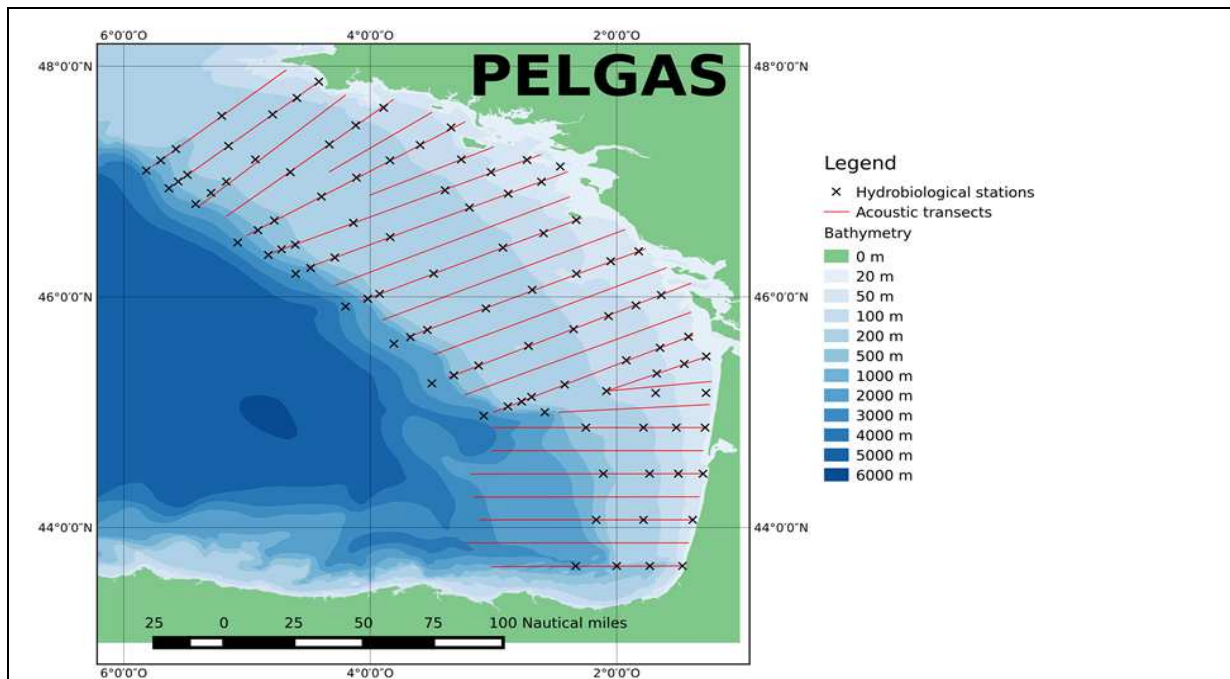 6°0'0"O 4°0'0"O 2°0'0"O
48°0'0"N PELGAS 48°0'0"N
46°0'0"N 46°0'0"N
44°0'0"N 44°0'0"N
25 0 25 50 75 100 Nautical miles
6°0'0"O 4°0'0"O 2°0'0"O
Legend
Hydrobiological stations
Acoustic transects
Bathymetry
0 m
20 m
50 m
100 m
200 m
500 m
1000 m
2000 m
3000 m
4000 m
5000 m
6000 m